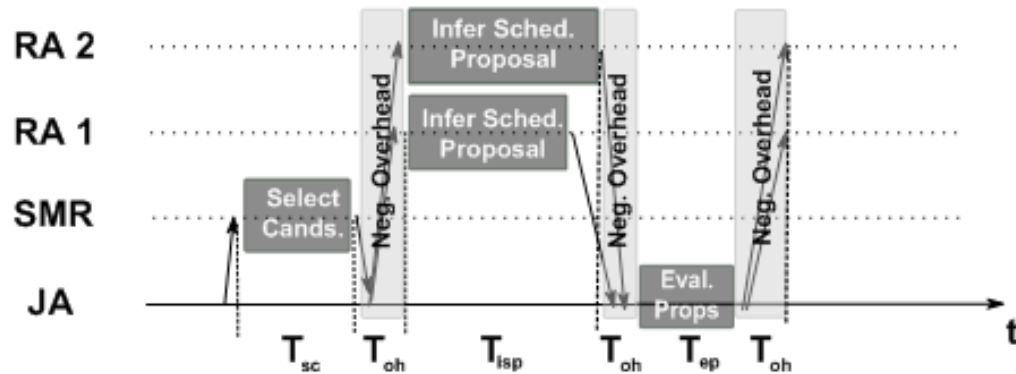 RA 2
Infer Sched.
Proposal
RA 1
Infer Sched.
Proposal
SMR
Select
Cands.
Neg. Overhead
Neg. Overhead
Neg. Overhead
JA
Eval.
Props
t
Tsc
Toh
Tisp
Toh
Tep
Toh